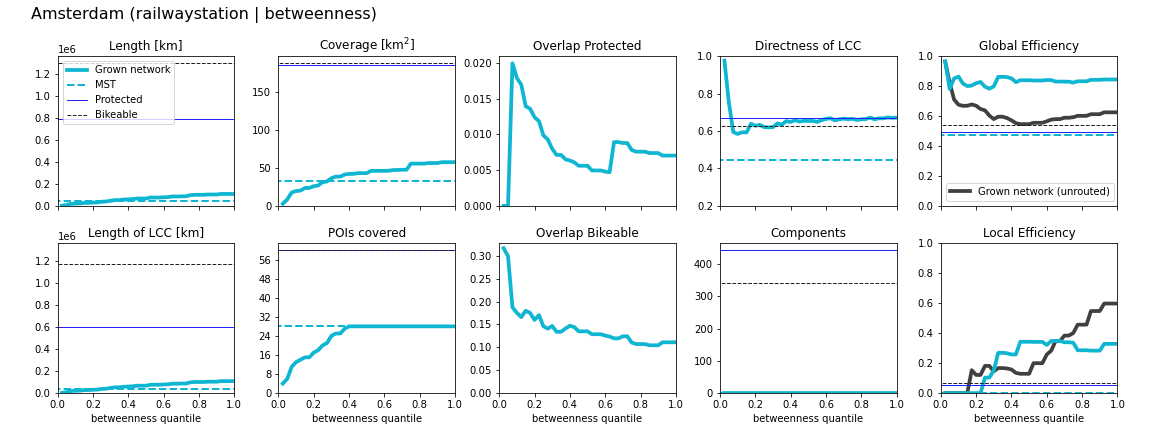 Amsterdam (railwaystation | betweenness)
Length [km]
1e6
1.2
1.0
0.8
0.6
0.4
0.2
0.0
Grown network
MST
Protected
Bikeable
Coverage [km²]
150
100
50
0
Overlap Protected
0.020
0.015
0.010
0.005
0.000
Directness of LCC
1.0
0.8
0.6
0.4
0.2
Global Efficiency
1.0
0.8
0.6
0.4
0.2
0.0
Grown network (unrouted)
Length of LCC [km]
1e6
1.2
1.0
0.8
0.6
0.4
0.2
0.0
0.0 0.2 0.4 0.6 0.8 1.0
betweenness quantile
POIs covered
56
48
40
32
24
16
8
0
0.0 0.2 0.4 0.6 0.8 1.0
betweenness quantile
Overlap Bikeable
0.30
0.25
0.20
0.15
0.10
0.05
0.00
0.0 0.2 0.4 0.6 0.8 1.0
betweenness quantile
Components
400
300
200
100
0
0.0 0.2 0.4 0.6 0.8 1.0
betweenness quantile
Local Efficiency
1.0
0.8
0.6
0.4
0.2
0.0
0.0 0.2 0.4 0.6 0.8 1.0
betweenness quantile